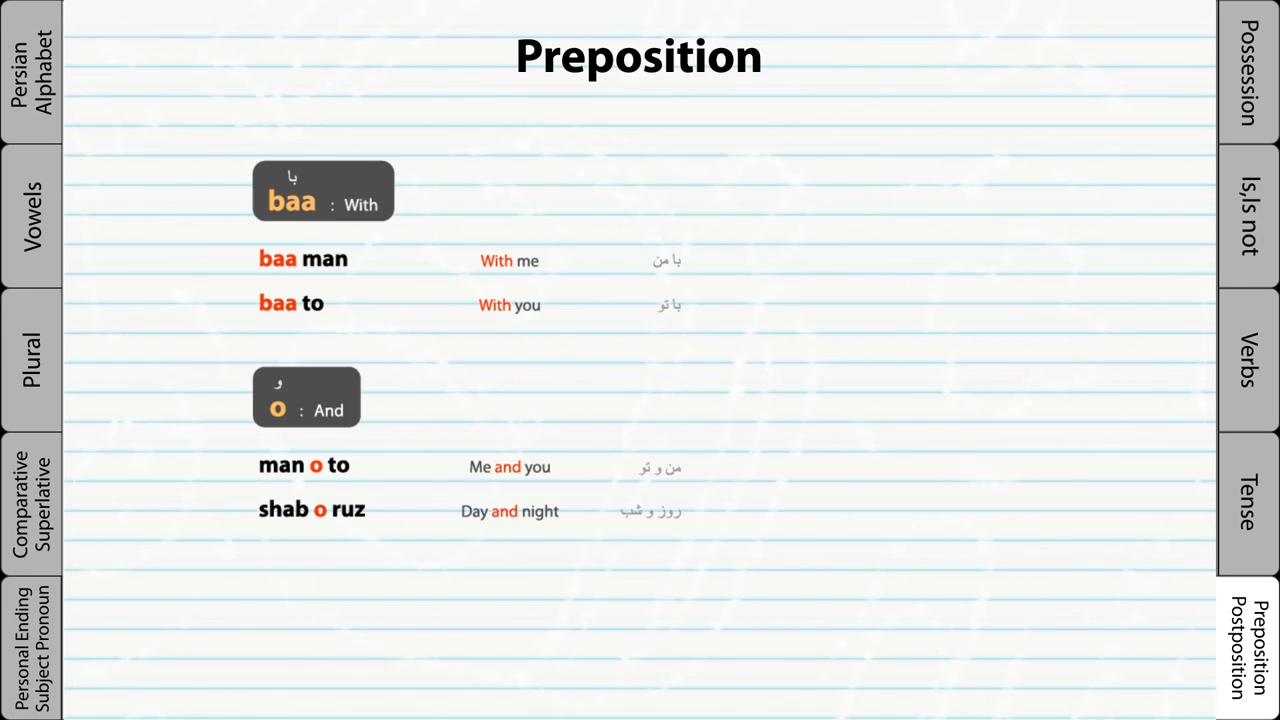 Persian
Alphabet
Vowels
Plural
Comparative
Superlative
Personal Ending
Subject Pronoun
Preposition
با
baa : With
baa man With me با من
baa to With you با تو
و
o : And
man o to Me and you من و تو
shab o ruz Day and night روز و شب
Possession
Is,Is not
Verbs
Tense
Preposition
Postposition